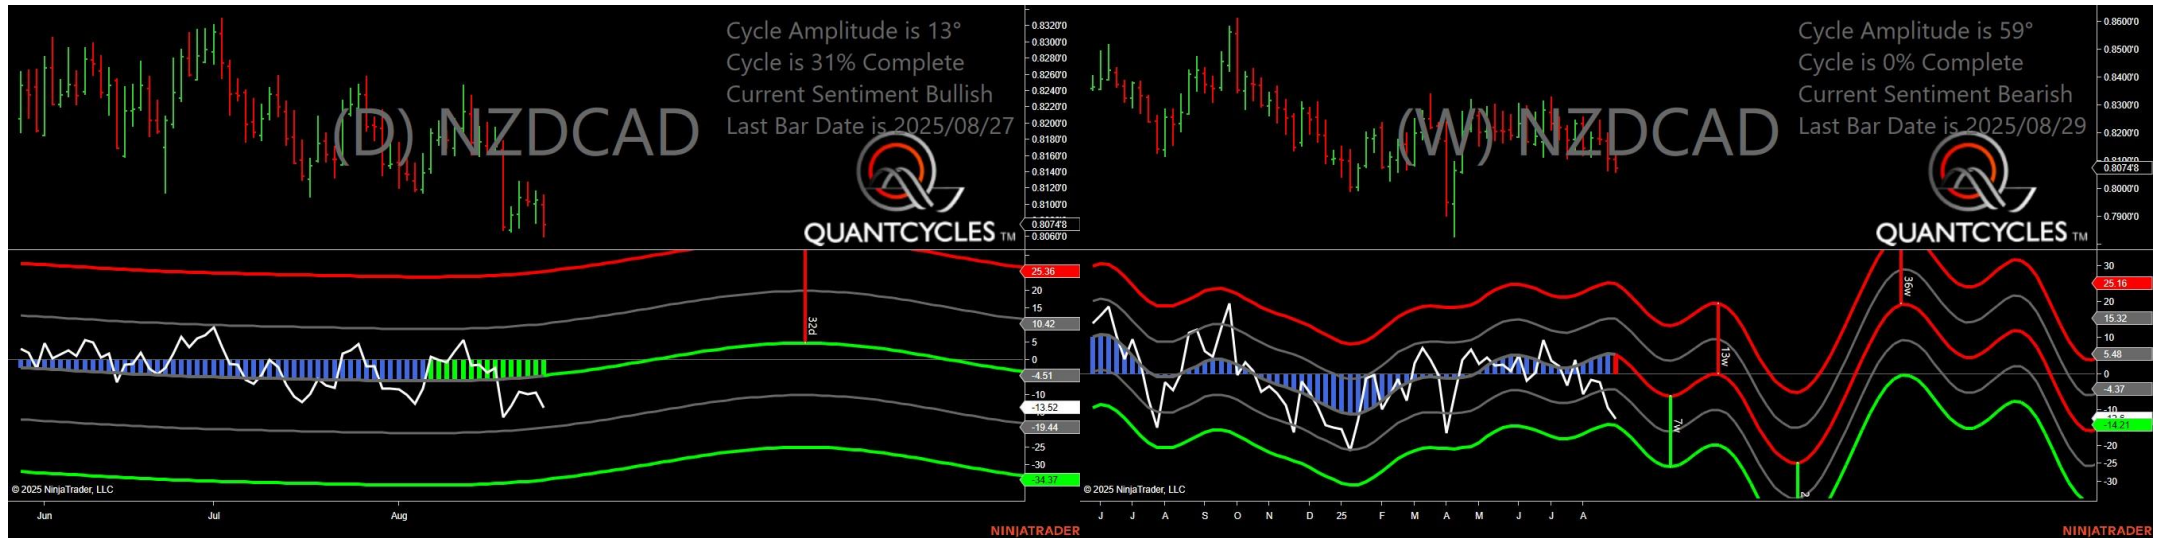 Cycle Amplitude is 13°
Cycle is 31% Complete
Current Sentiment Bullish
Last Bar Date is 2025/08/27
(D) NZDCAD
QUANTCYCLES TM
0.8320'0
0.8300'0
0.8280'0
0.8260'0
0.8240'0
0.8220'0
0.8200'0
0.8180'0
0.8160'0
0.8140'0
0.8120'0
0.8100'0
0.8074'8
0.8060'0
32d
25.36
20
15
10.42
5
0
-4.51
-10
-13.52
-19.44
-25
-30
-34.37
© 2025 NinjaTrader, LLC
Jun Jul Aug
NINJATRADER
Cycle Amplitude is 59°
Cycle is 0% Complete
Current Sentiment Bearish
Last Bar Date is 2025/08/29
(W) NZDCAD
QUANTCYCLES TM
0.8600'0
0.8500'0
0.8400'0
0.8300'0
0.8200'0
0.8100'0
0.8074'8
0.8000'0
0.7900'0
36w
13w
7w
2
30
25.16
20
15.32
10
5.48
0
-4.37
-10
-14.21
-20
-25
-30
© 2025 NinjaTrader, LLC
J J A S O N D 25 F M A M J J A
NINJATRADER